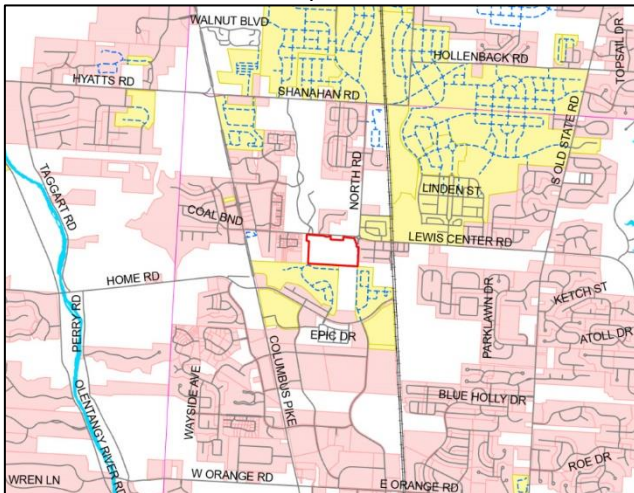 WALNUT BLVD
HOLLENBACK RD
TOPSAIL DR
HYATTS RD
SHANAHAN RD
S OLD STATE RD
TAGGART RD
NORTH RD
LINDEN ST
COAL BND
LEWIS CENTER RD
HOME RD
PERRY RD
PARKLAWN DR
KETCH ST
ATOLL DR
EPIC DR
WAYSIDE AVE
COLUMBUS PIKE
OLENTANGY RIVER RD
BLUE HOLLY DR
ROE DR
WREN LN
W ORANGE RD
E ORANGE RD